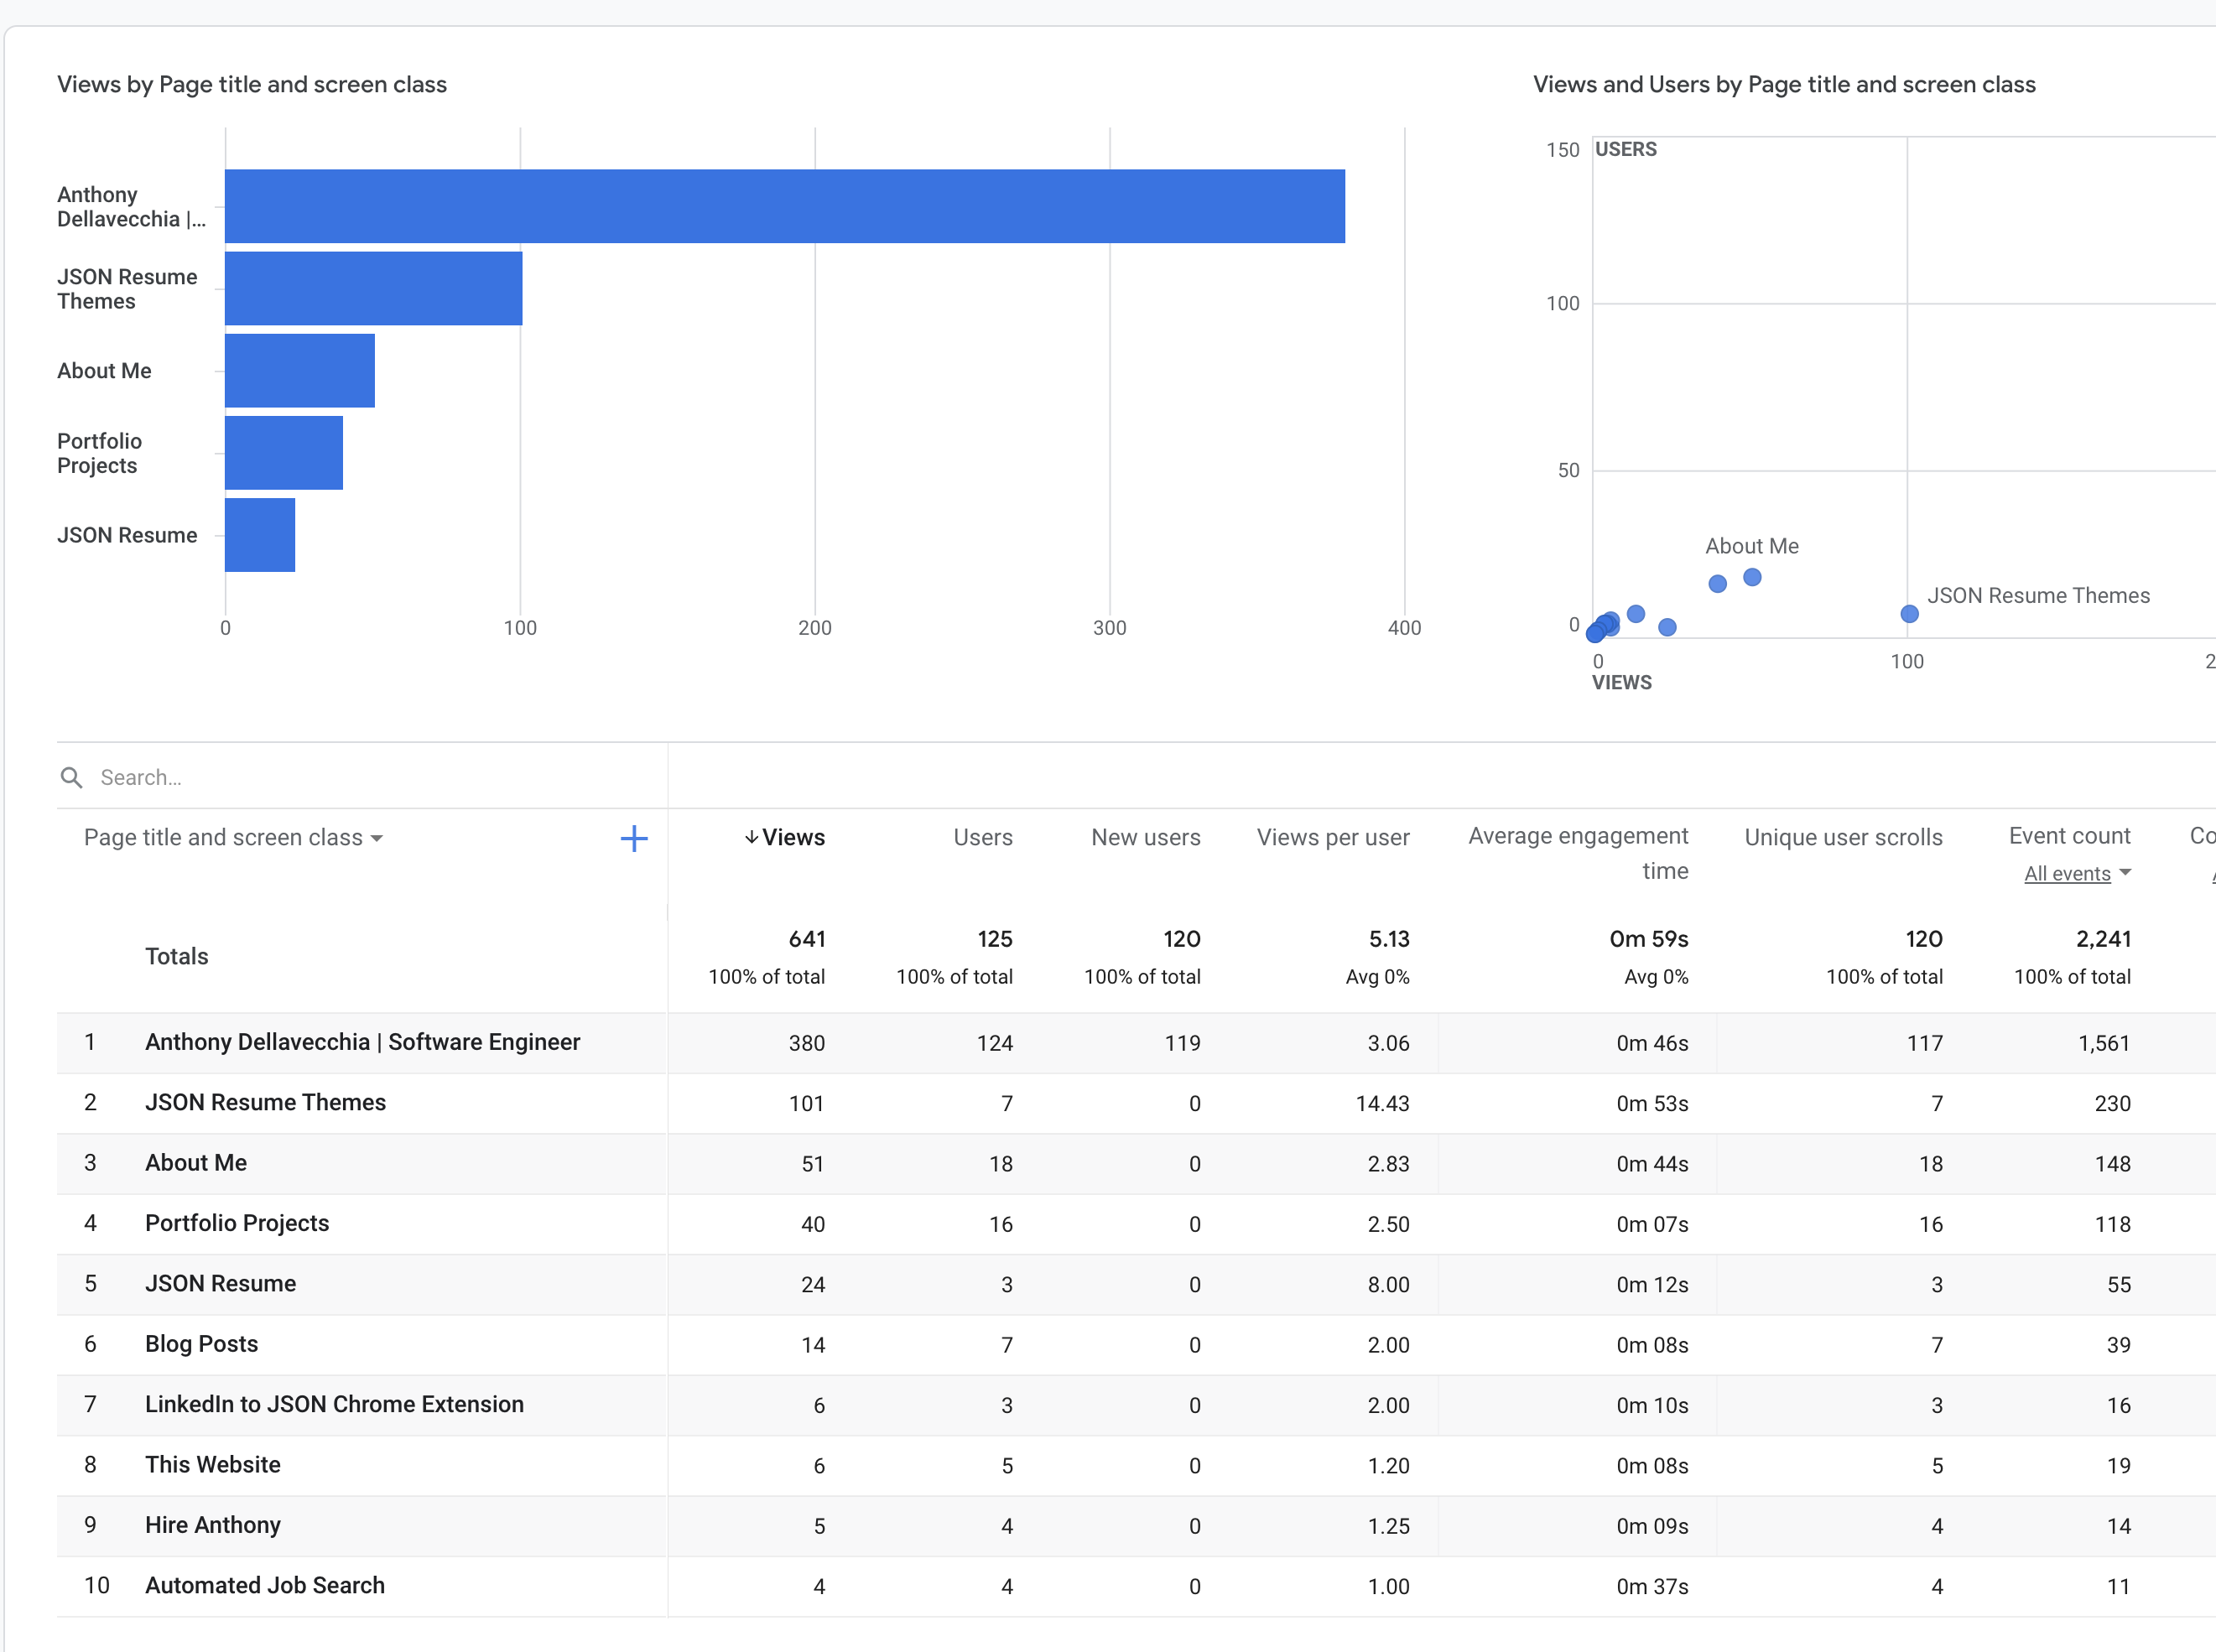 Views by Page title and screen class
Anthony
Dellavecchia |...
JSON Resume
Themes
About Me
Portfolio
Projects
JSON Resume
0 100 200 300 400
Views and Users by Page title and screen class
150 USERS
100
50
About Me
JSON Resume Themes
0
0 100 2
VIEWS
Search...
Page title and screen class + ↓ Views Users New users Views per user Average engagement time Unique user scrolls Event count Co
All events
Totals 641 125 120 5.13 0m 59s 120 2,241
100% of total 100% of total 100% of total Avg 0% Avg 0% 100% of total 100% of total
1 Anthony Dellavecchia | Software Engineer 380 124 119 3.06 0m 46s 117 1,561
2 JSON Resume Themes 101 7 0 14.43 0m 53s 7 230
3 About Me 51 18 0 2.83 0m 44s 18 148
4 Portfolio Projects 40 16 0 2.50 0m 07s 16 118
5 JSON Resume 24 3 0 8.00 0m 12s 3 55
6 Blog Posts 14 7 0 2.00 0m 08s 7 39
7 LinkedIn to JSON Chrome Extension 6 3 0 2.00 0m 10s 3 16
8 This Website 6 5 0 1.20 0m 08s 5 19
9 Hire Anthony 5 4 0 1.25 0m 09s 4 14
10 Automated Job Search 4 4 0 1.00 0m 37s 4 11